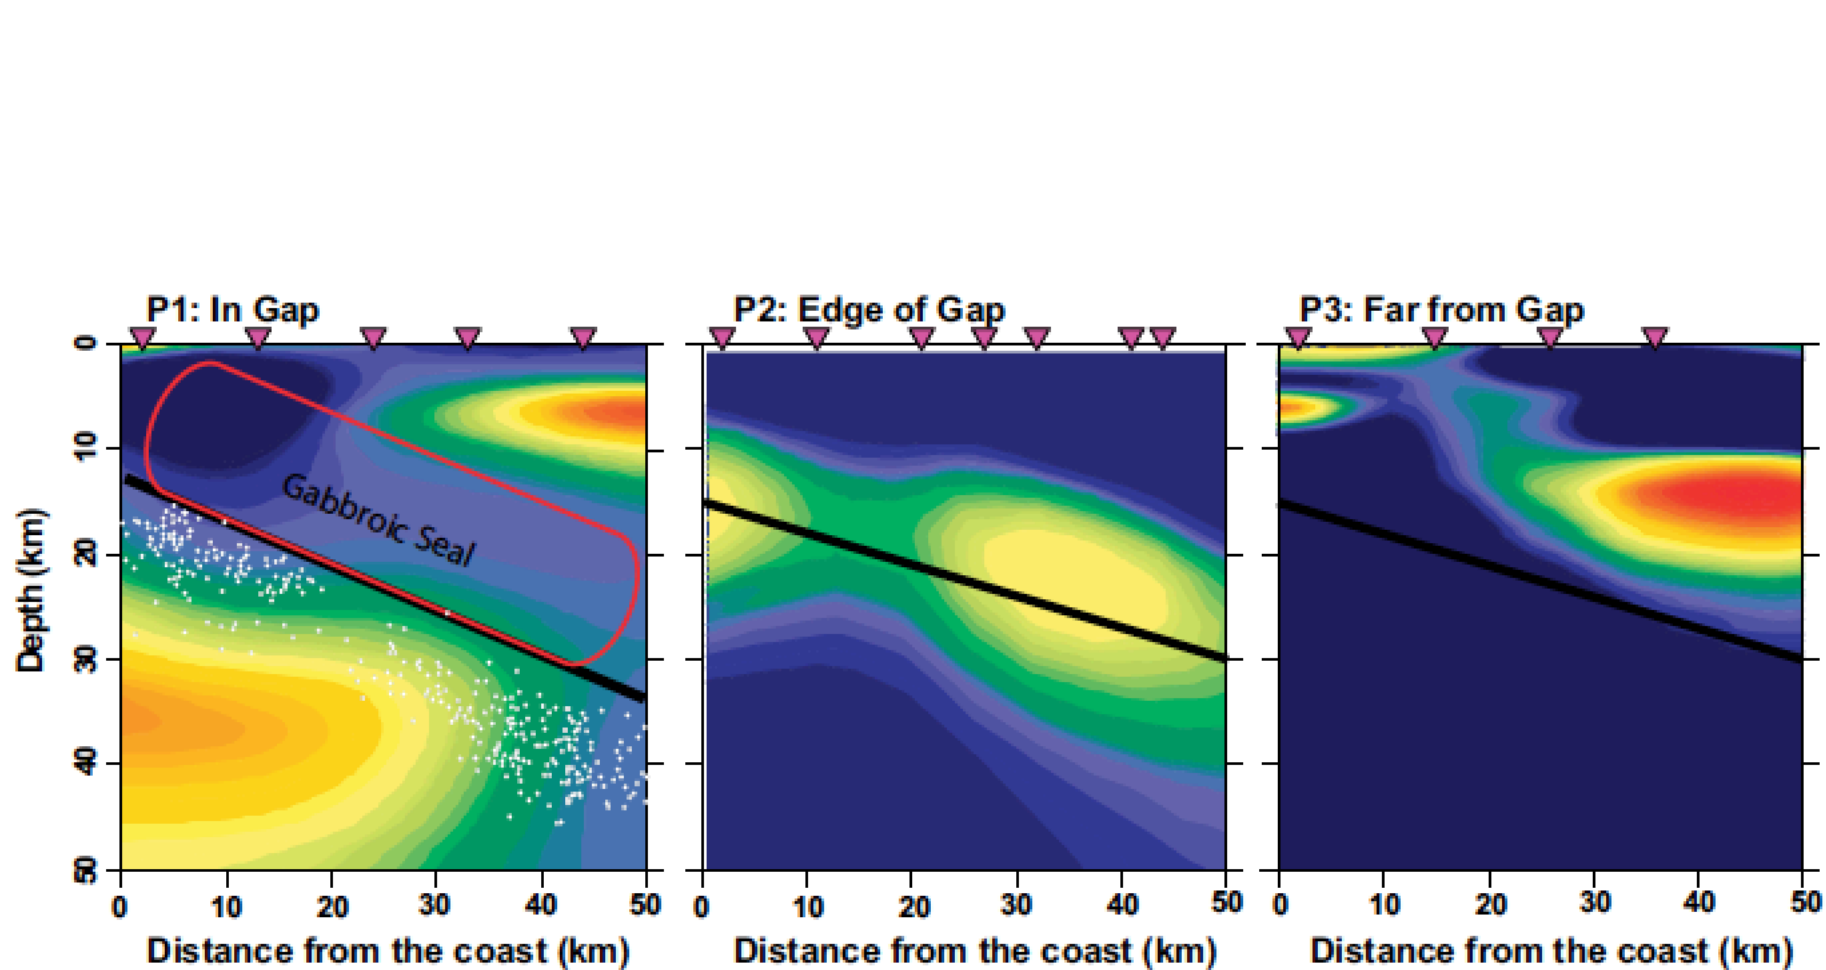 P1: In Gap
P2: Edge of Gap
P3: Far from Gap
0
10
20
30
40
50
Depth (km)
Gabbroic Seal
0 10 20 30 40 50
0 10 20 30 40 50
0 10 20 30 40 50
Distance from the coast (km)
Distance from the coast (km)
Distance from the coast (km)